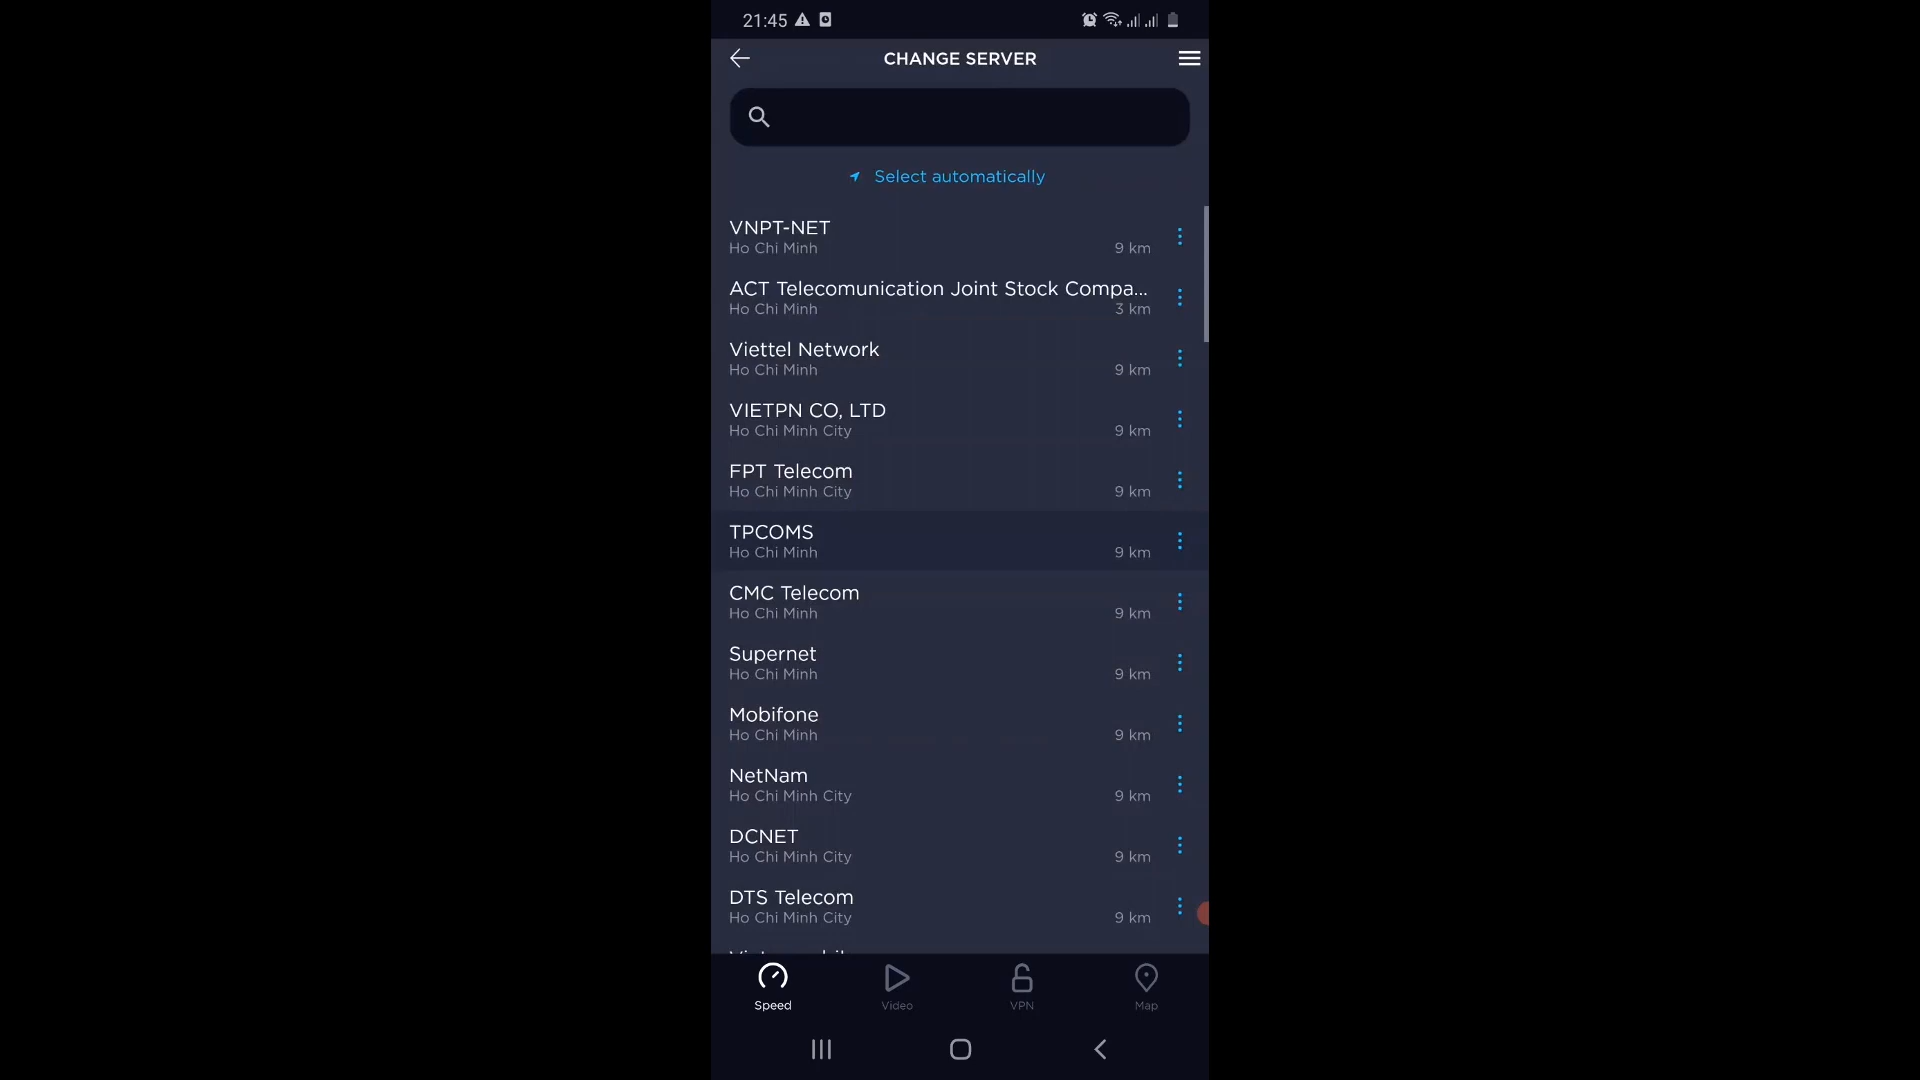 21:45
CHANGE SERVER
Select automatically
VNPT-NET
Ho Chi Minh 9 km
ACT Telecomunication Joint Stock Compa...
Ho Chi Minh 3 km
Viettel Network
Ho Chi Minh 9 km
VIETPN CO, LTD
Ho Chi Minh City 9 km
FPT Telecom
Ho Chi Minh City 9 km
TPCOMS
Ho Chi Minh 9 km
CMC Telecom
Ho Chi Minh 9 km
Supernet
Ho Chi Minh 9 km
Mobifone
Ho Chi Minh 9 km
NetNam
Ho Chi Minh City 9 km
DCNET
Ho Chi Minh City 9 km
DTS Telecom
Ho Chi Minh City 9 km
Speed Video VPN Map